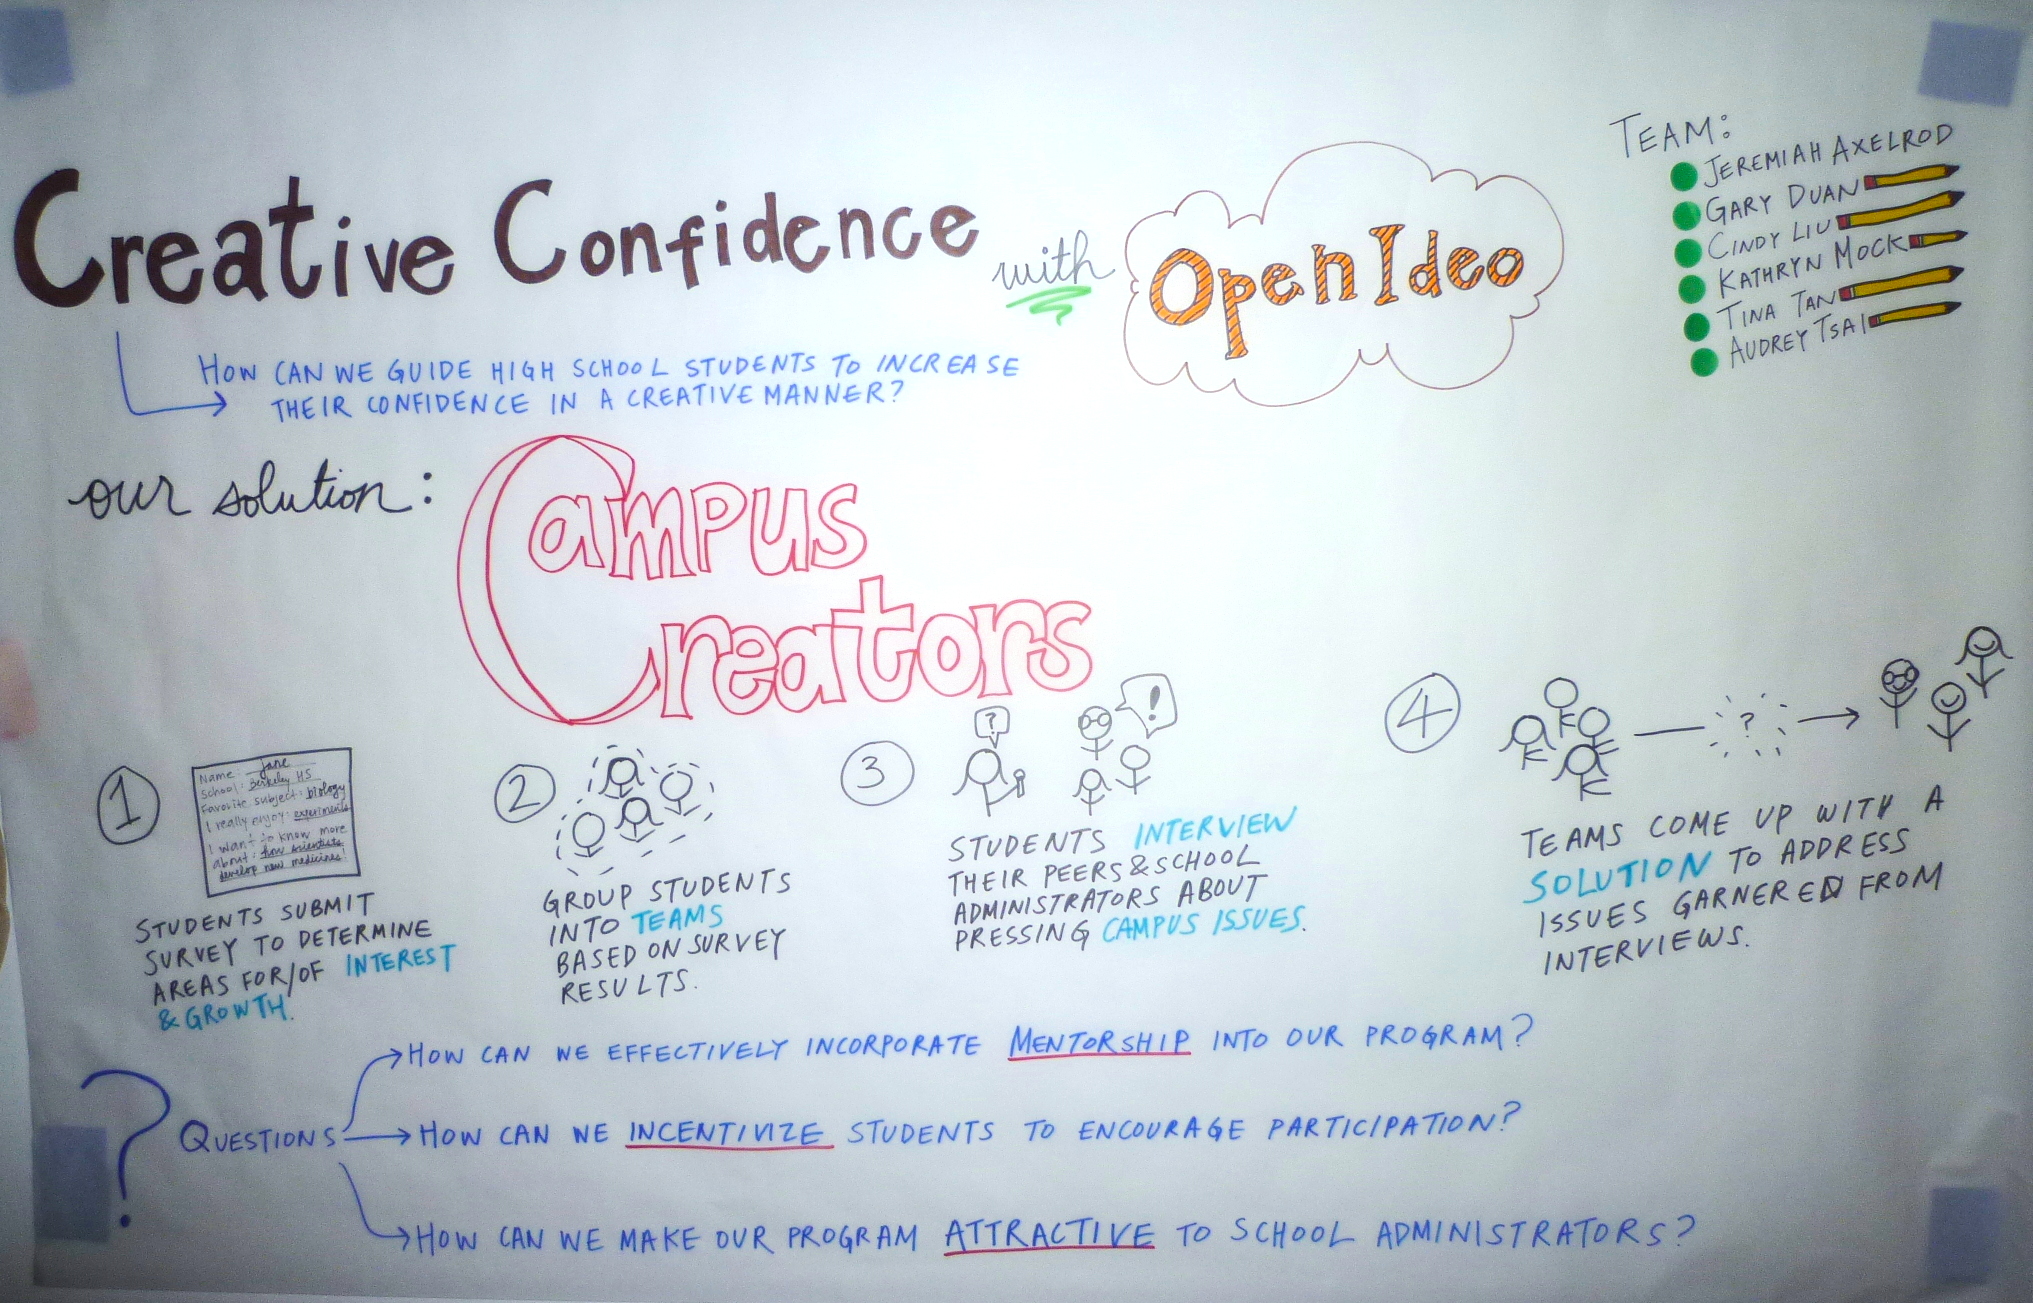 Creative Confidence with OpenIdeo
TEAM:
JEREMIAH AXELROD
GARY DUAN
CINDY LIU
KATHRYN MOCK
TINA TAN
AUDREY TSAI
HOW CAN WE GUIDE HIGH SCHOOL STUDENTS TO INCREASE
THEIR CONFIDENCE IN A CREATIVE MANNER?
our solution:
Campus
Creators
1
Name: Jane
School: Berkeley HS
Favorite subject: biology
I really enjoy: experiments
I want to know more
about: how scientists
develop new medicines!
STUDENTS SUBMIT
SURVEY TO DETERMINE
AREAS FOR/OF INTEREST
& GROWTH.
2
GROUP STUDENTS
INTO TEAMS
BASED ON SURVEY
RESULTS.
3
?
!
STUDENTS INTERVIEW
THEIR PEERS & SCHOOL
ADMINISTRATORS ABOUT
PRESSING CAMPUS ISSUES.
4
?
TEAMS COME UP WITH A
SOLUTION TO ADDRESS
ISSUES GARNERED FROM
INTERVIEWS.
? QUESTIONS
HOW CAN WE EFFECTIVELY INCORPORATE MENTORSHIP INTO OUR PROGRAM?
HOW CAN WE INCENTIVIZE STUDENTS TO ENCOURAGE PARTICIPATION?
HOW CAN WE MAKE OUR PROGRAM ATTRACTIVE TO SCHOOL ADMINISTRATORS?